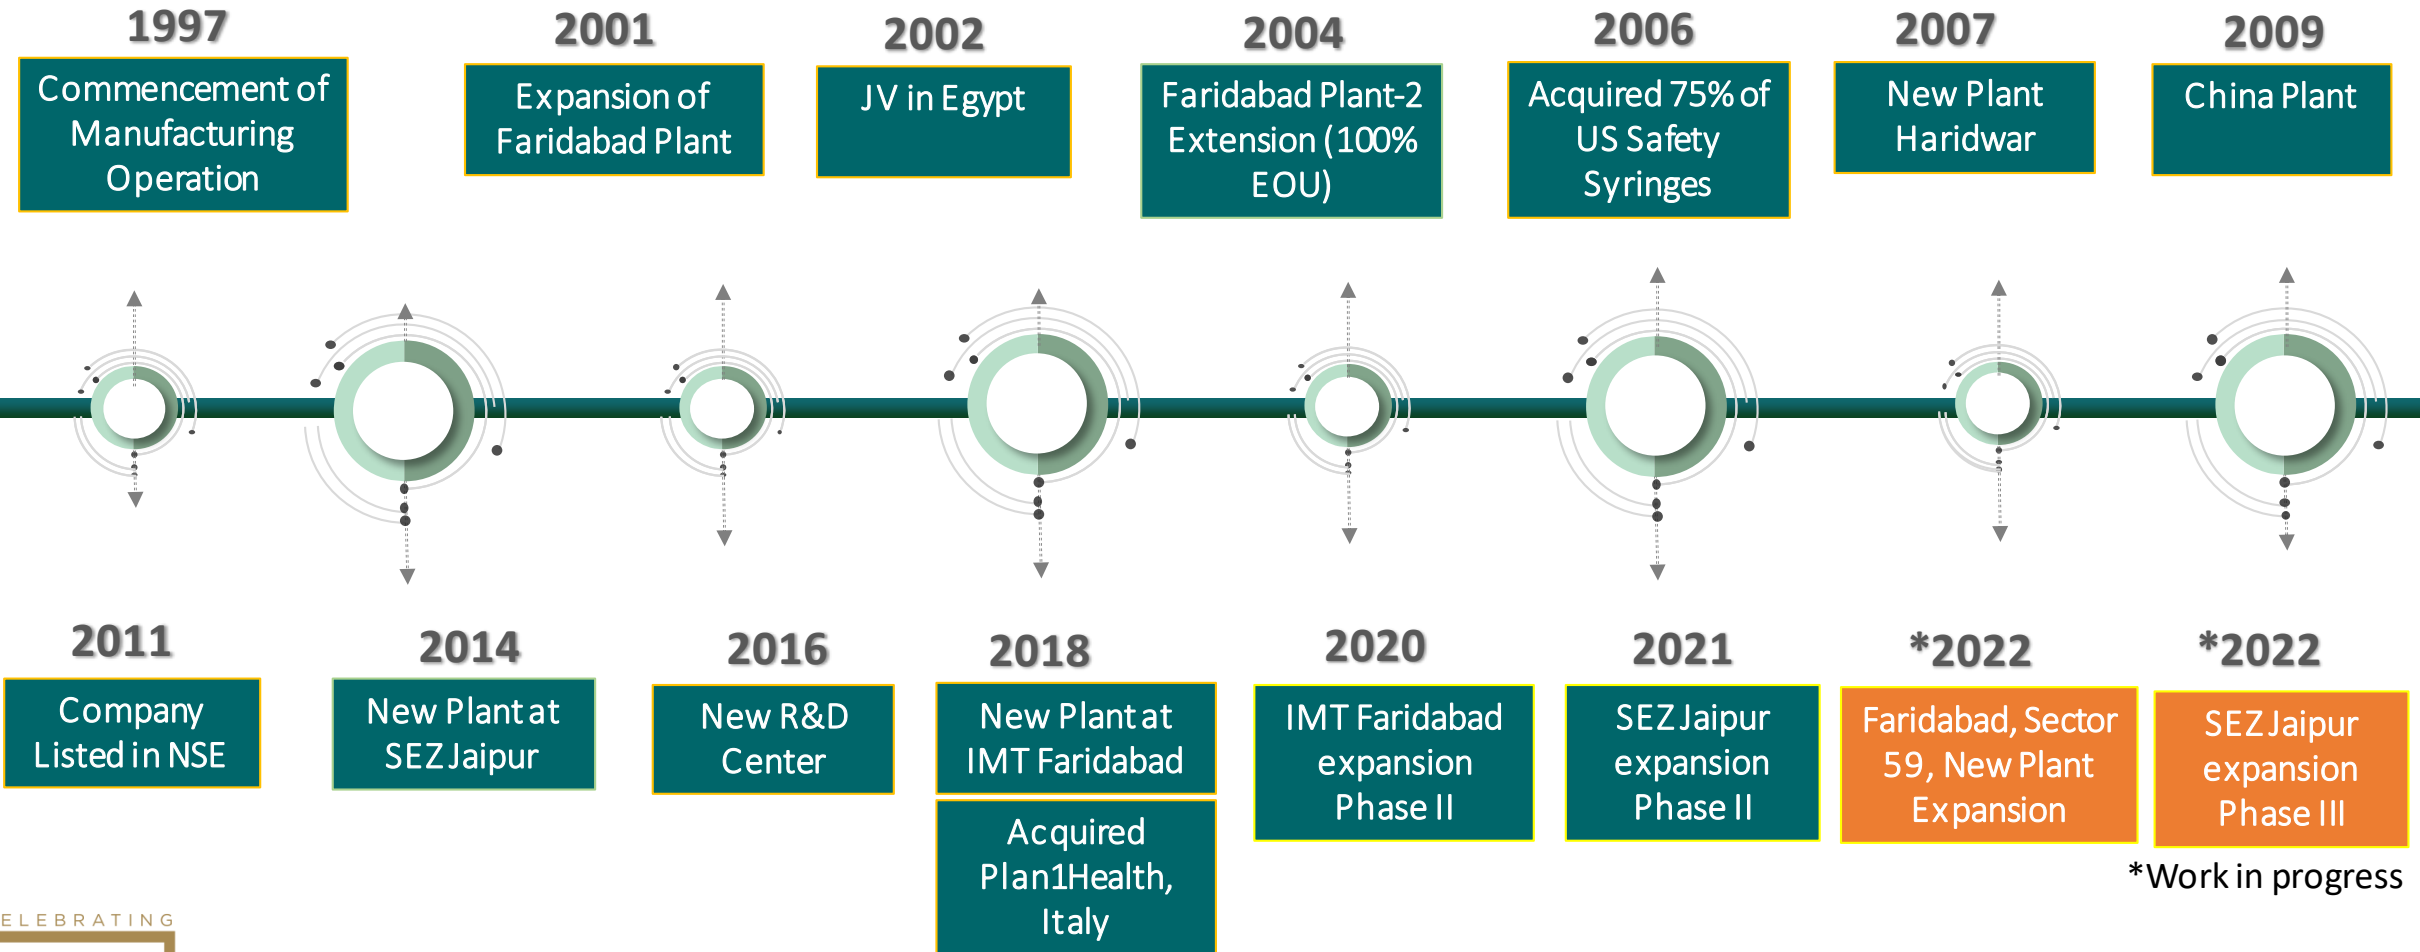 1997
Commencement of
Manufacturing
Operation
2001
Expansion of
Faridabad Plant
2002
JV in Egypt
2004
Faridabad Plant-2
Extension (100%
EOU)
2006
Acquired 75% of
US Safety
Syringes
2007
New Plant
Haridwar
2009
China Plant
2011
Company
Listed in NSE
2014
New Plant at
SEZ Jaipur
2016
New R&D
Center
2018
New Plant at
IMT Faridabad
Acquired
Plan1Health,
Italy
2020
IMT Faridabad
expansion
Phase II
2021
SEZ Jaipur
expansion
Phase II
*2022
Faridabad, Sector
59, New Plant
Expansion
*2022
SEZ Jaipur
expansion
Phase III
*Work in progress
ELEBRATING